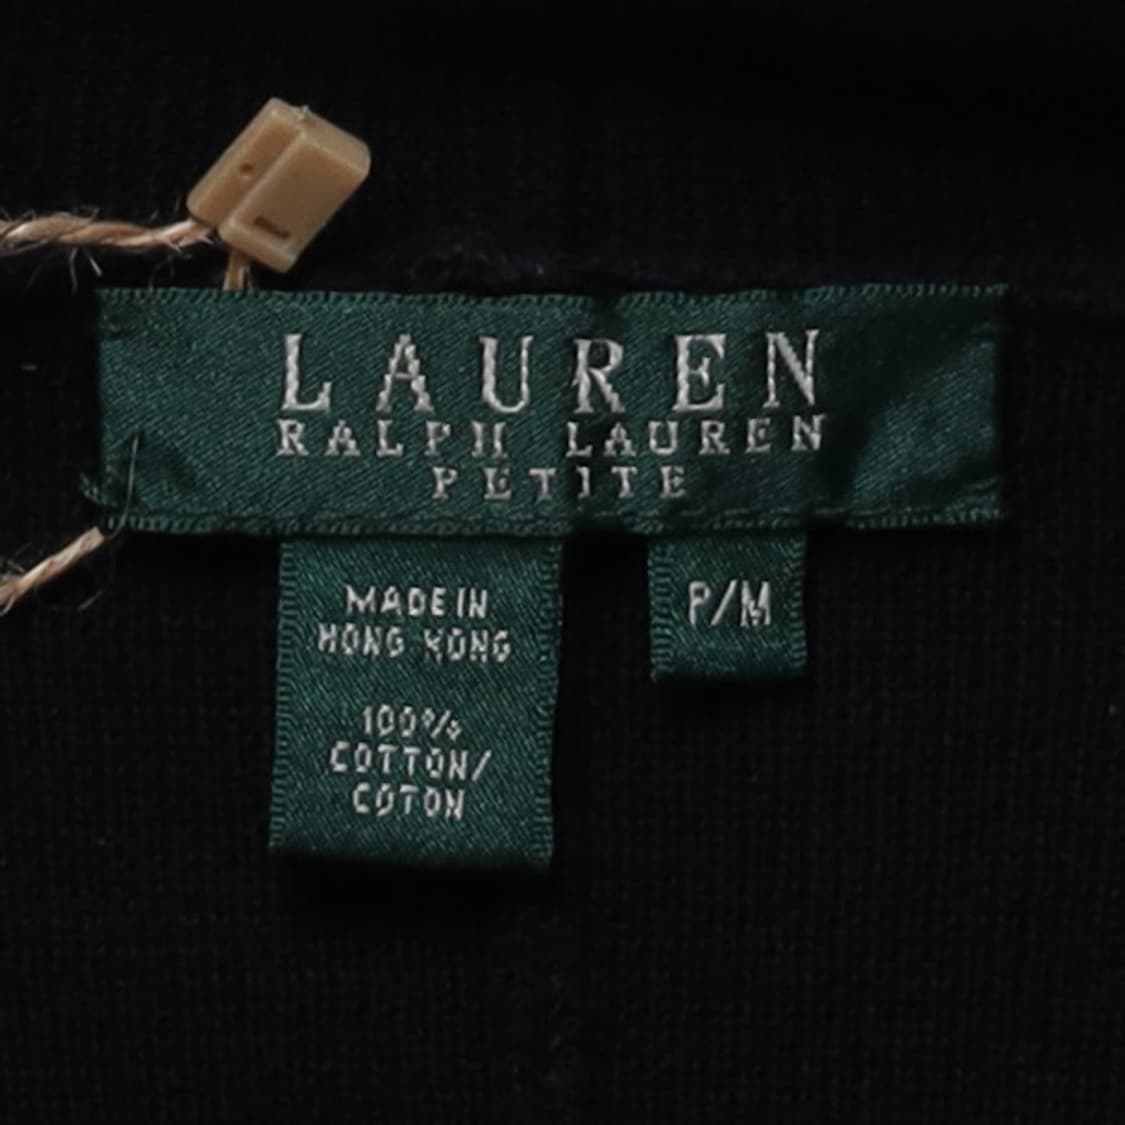 LAUREN
RALPH LAUREN
PETITE
MADE IN
HONG KONG
100%
COTTON/
COTON
P/M